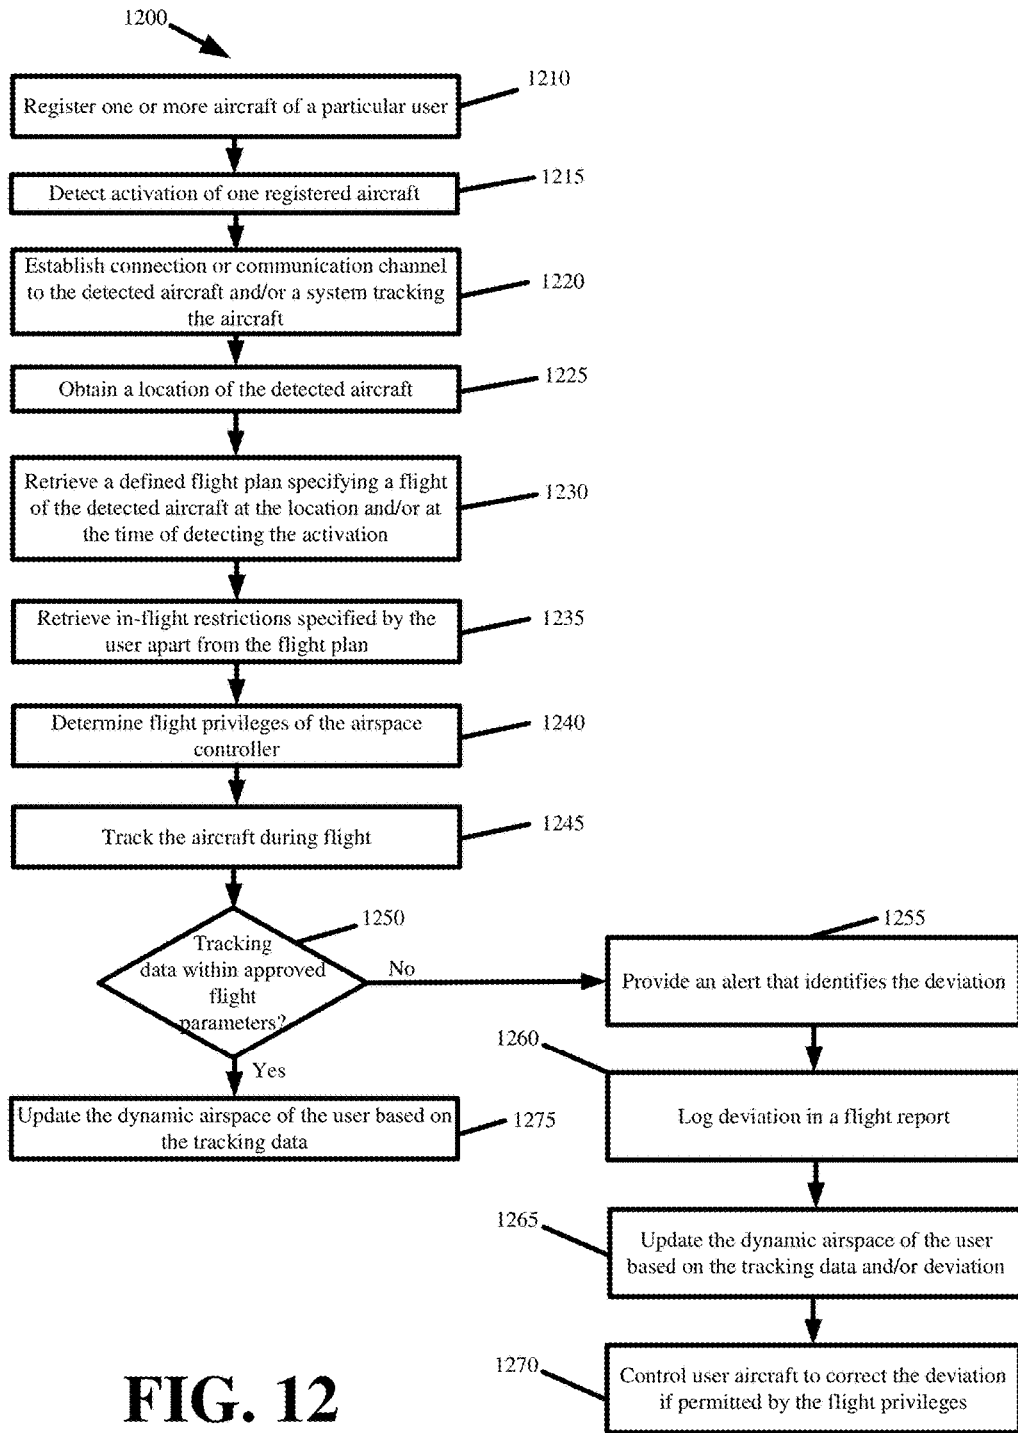 1200
1210
Register one or more aircraft of a particular user
1215
Detect activation of one registered aircraft
Establish connection or communication channel
to the detected aircraft and/or a system tracking
the aircraft
1220
1225
Obtain a location of the detected aircraft
Retrieve a defined flight plan specifying a flight
of the detected aircraft at the location and/or at
the time of detecting the activation
1230
Retrieve in-flight restrictions specified by the
user apart from the flight plan
1235
Determine flight privileges of the airspace
controller
1240
Track the aircraft during flight
1245
1250
Tracking
data within approved
flight
parameters?
No
Yes
1255
Provide an alert that identifies the deviation
1260
Log deviation in a flight report
Update the dynamic airspace of the user based on
the tracking data
1275
1265
Update the dynamic airspace of the user
based on the tracking data and/or deviation
1270
Control user aircraft to correct the deviation
if permitted by the flight privileges
FIG. 12